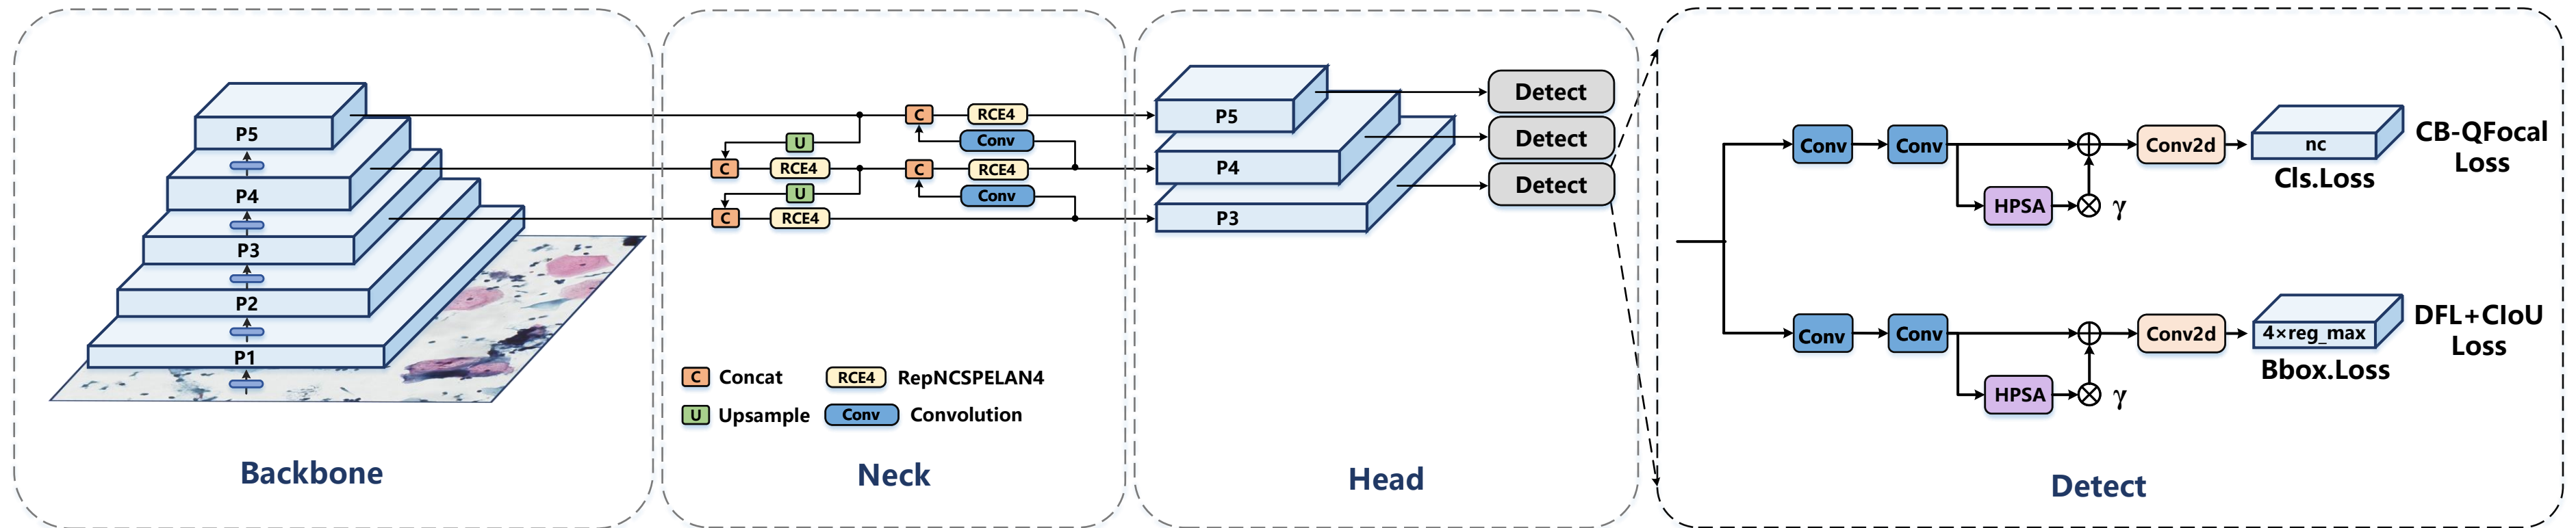 P5
P4
P3
P2
P1
Backbone
C
RCE4
U
Conv
C
RCE4
C
RCE4
U
Conv
C
RCE4
C Concat
RCE4 RepNCSPELAN4
U Upsample
Conv Convolution
Neck
P5
P4
P3
Detect
Detect
Detect
Head
Conv
Conv
Conv2d
nc
CB-QFocal
Loss
Cls.Loss
HPSA
γ
Conv
Conv
Conv2d
4×reg_max
DFL+CIoU
Loss
Bbox.Loss
HPSA
γ
Detect